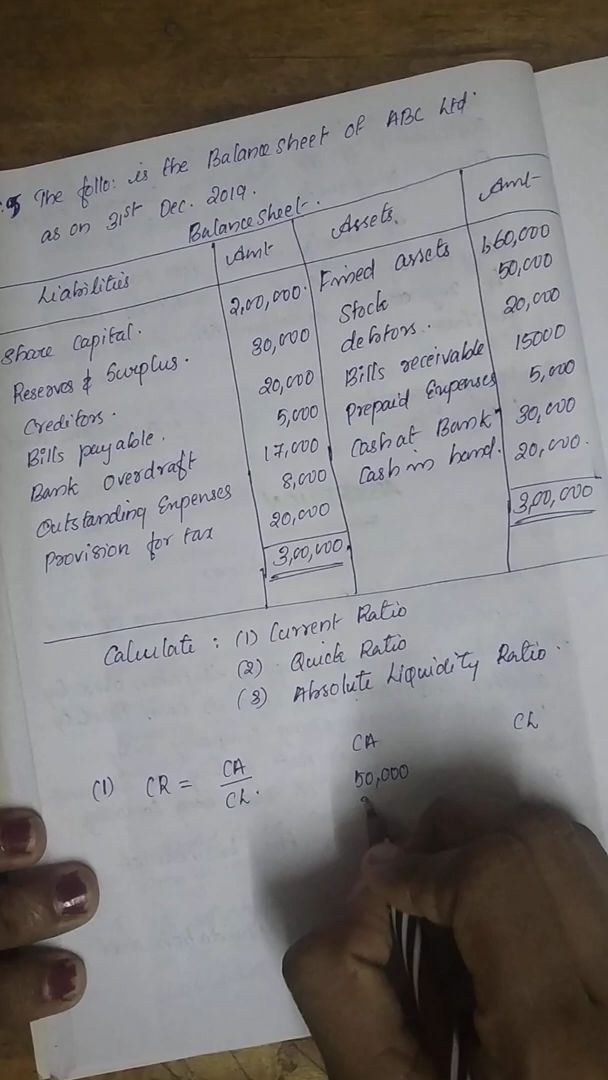 5 The follo: is the Balance sheet of ABC Ltd.
as on 31st Dec. 2019.
Balance sheet.
Liabilities Amt Assets. Amt
Share capital. 2,00,000. Fixed assets 1,60,000
Reserves & Surplus. 30,000 Stock 50,000
Creditors. 20,000 debtors. 20,000
Bills payable. 5,000 Bills receivable 15000
Bank Overdraft 17,000 Prepaid Expenses 5,000
Outstanding Expenses 8,000 Cash at Bank 30,000
Provision for tax 20,000 Cash in hand. 20,000.
3,00,000. 3,00,000
Calculate : (1) Current Ratio
(2) Quick Ratio
(3) Absolute Liquidity Ratio.
(1) CR = CA CA CL
CL. 50,000